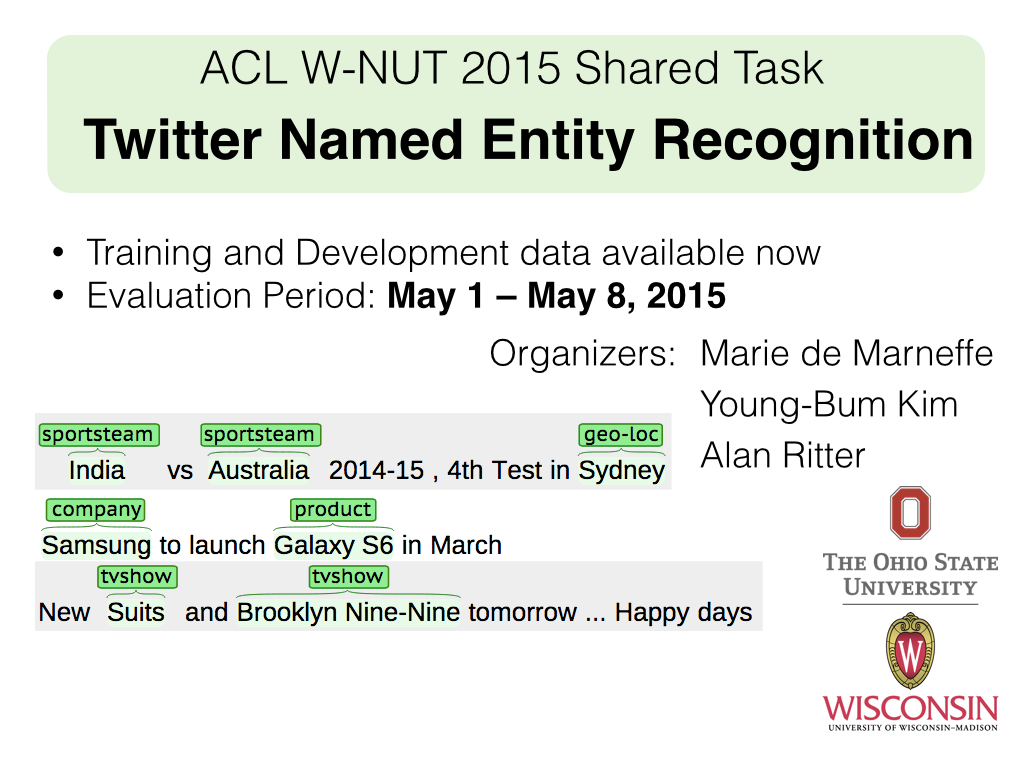 ACL W-NUT 2015 Shared Task
Twitter Named Entity Recognition
• Training and Development data available now
• Evaluation Period: May 1 – May 8, 2015
Organizers: Marie de Marneffe
Young-Bum Kim
Alan Ritter
sportsteam sportsteam geo-loc
India vs Australia 2014-15 , 4th Test in Sydney
company product
Samsung to launch Galaxy S6 in March
tvshow tvshow
New Suits and Brooklyn Nine-Nine tomorrow ... Happy days
O
THE OHIO STATE
UNIVERSITY
W
WISCONSIN
UNIVERSITY OF WISCONSIN–MADISON